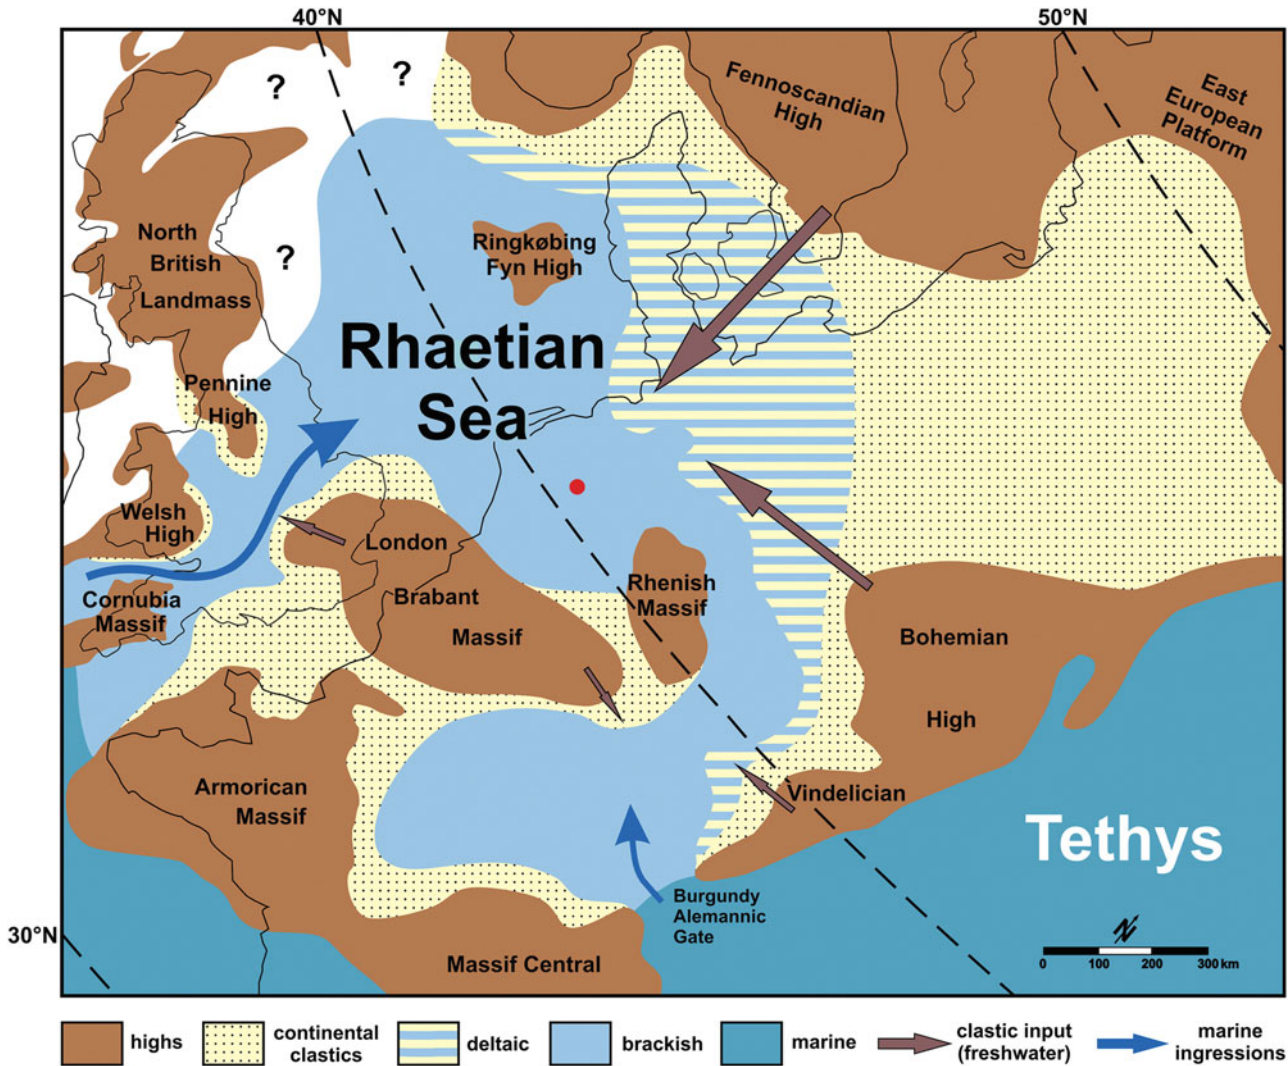 40°N
50°N
?
?
?
Fennoscandian
High
East
European
Platform
North
British
Landmass
Ringkøbing
Fyn High
Rhaetian
Sea
Pennine
High
Welsh
High
London
Brabant
Massif
Cornubia
Massif
Rhenish
Massif
Bohemian
High
Armorican
Massif
Vindelician
Tethys
Burgundy
Alemannic
Gate
30°N
Massif Central
N
0 100 200 300 km
highs
continental
clastics
deltaic
brackish
marine
clastic input
(freshwater)
marine
ingressions